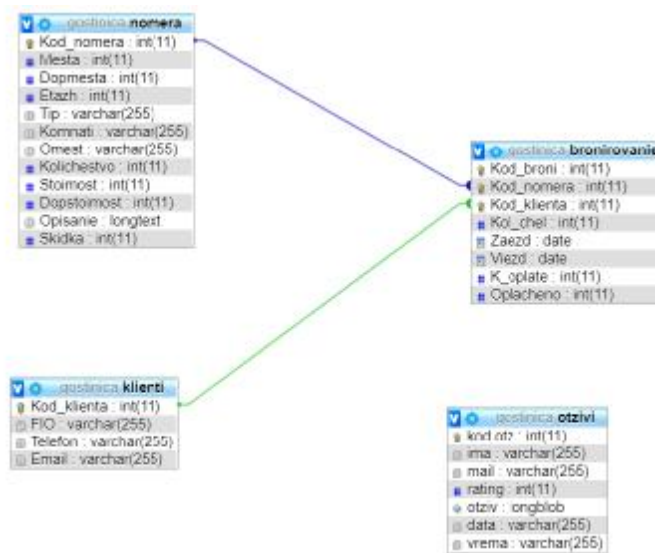 gostinica nomera
Kod_nomera : int(11)
Mesta : int(11)
Dopmesta : int(11)
Etazh : int(11)
Tip : varchar(255)
Komnati : varchar(255)
Omest : varchar(255)
Kolichestvo : int(11)
Stoimost : int(11)
Dopstoimost : int(11)
Opisanie : longtext
Skidka : int(11)
gostinica bronirovanie
Kod_broni : int(11)
Kod_nomera : int(11)
Kod_klienta : int(11)
Kol_chel : int(11)
Zaezd : date
Viezd : date
K_oplate : int(11)
Oplacheno : int(11)
gostinica klienti
Kod_klienta : int(11)
FIO : varchar(255)
Telefon : varchar(255)
Email : varchar(255)
gostinica otzivi
kod otz : int(11)
ima : varchar(255)
mail : varchar(255)
rating : int(11)
otziv : longblob
data : varchar(255)
vrema : varchar(255)